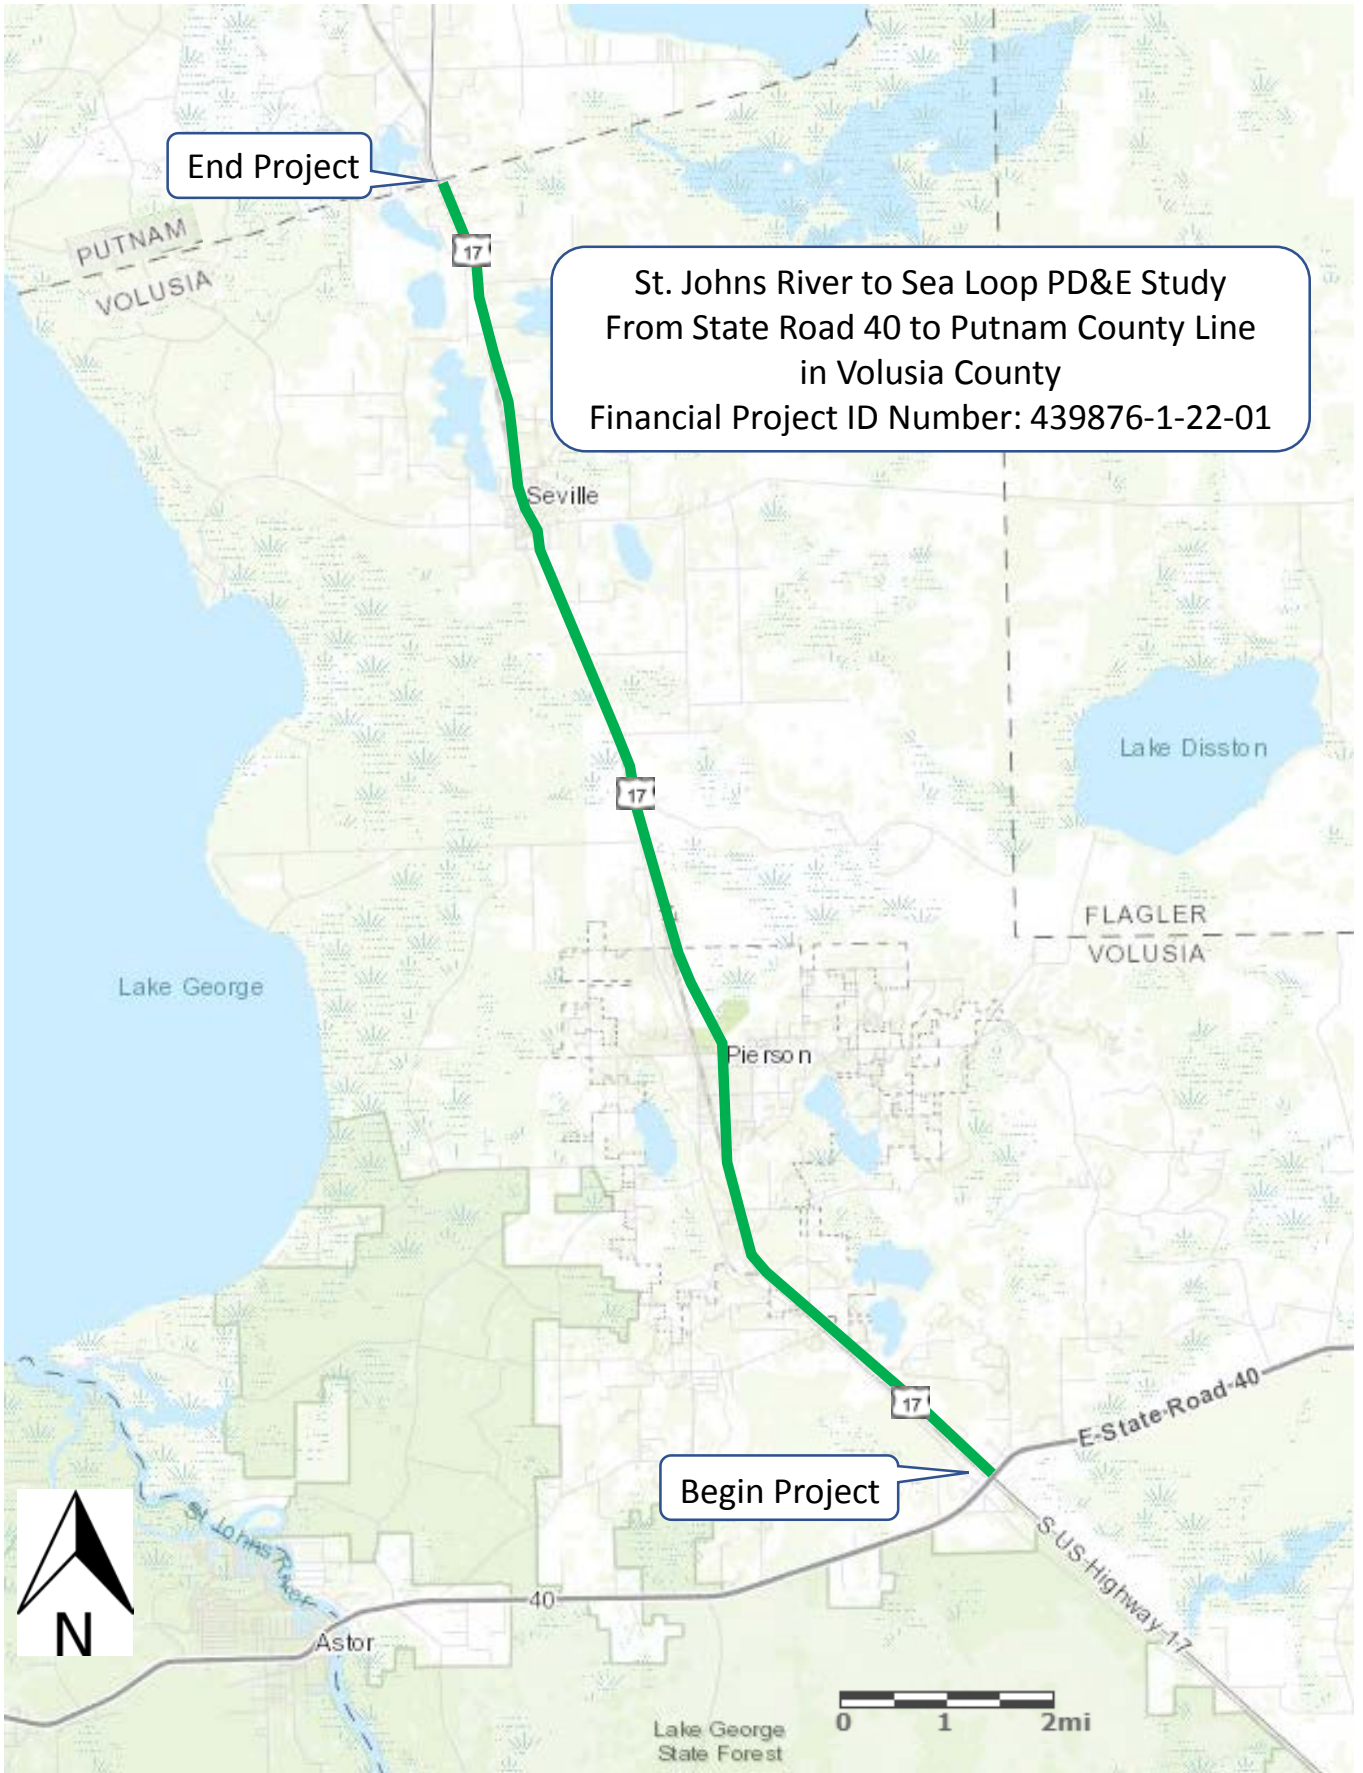 End Project
PUTNAM
VOLUSIA
17
St. Johns River to Sea Loop PD&E Study
From State Road 40 to Putnam County Line
in Volusia County
Financial Project ID Number: 439876-1-22-01
Seville
Lake Disston
17
FLAGLER
VOLUSIA
Lake George
Pierson
E-State-Road-40
17
Begin Project
S-US-Highway-17
St Johns River
N
40
Astor
0 1 2mi
Lake George
State Forest